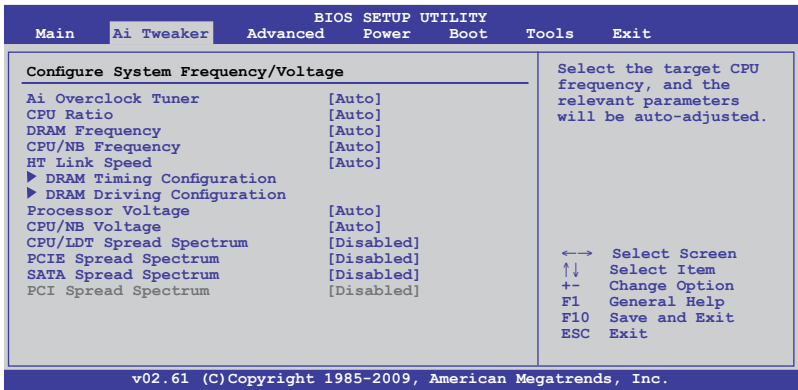 BIOS SETUP UTILITY
Main Ai Tweaker Advanced Power Boot Tools Exit
Configure System Frequency/Voltage
Ai Overclock Tuner [Auto]
CPU Ratio [Auto]
DRAM Frequency [Auto]
CPU/NB Frequency [Auto]
HT Link Speed [Auto]
▶ DRAM Timing Configuration
▶ DRAM Driving Configuration
Processor Voltage [Auto]
CPU/NB Voltage [Auto]
CPU/LDT Spread Spectrum [Disabled]
PCIE Spread Spectrum [Disabled]
SATA Spread Spectrum [Disabled]
PCI Spread Spectrum [Disabled]
Select the target CPU
frequency, and the
relevant parameters
will be auto-adjusted.
←→ Select Screen
↑↓ Select Item
+- Change Option
F1 General Help
F10 Save and Exit
ESC Exit
v02.61 (C)Copyright 1985-2009, American Megatrends, Inc.